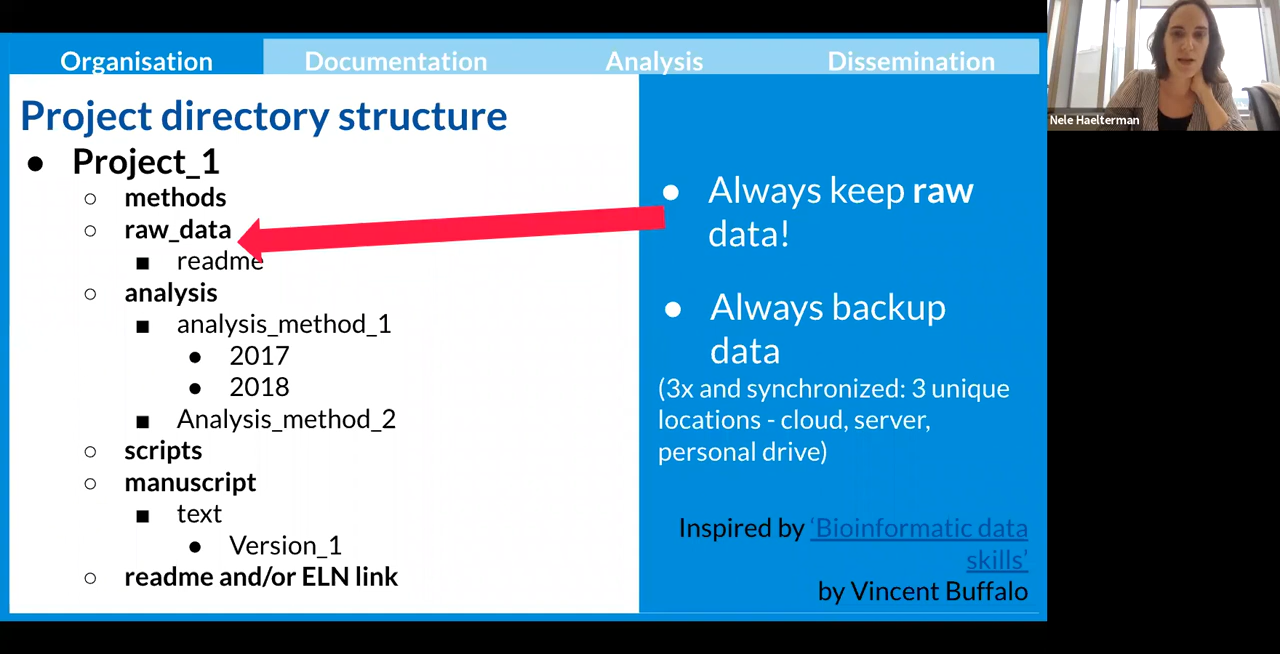 Organisation
Documentation
Analysis
Dissemination
Nele Haelterman
Project directory structure
● Project_1
○ methods
○ raw_data
■ readme
○ analysis
■ analysis_method_1
● 2017
● 2018
■ Analysis_method_2
○ scripts
○ manuscript
■ text
● Version_1
○ readme and/or ELN link
● Always keep raw
data!
● Always backup
data
(3x and synchronized: 3 unique
locations - cloud, server,
personal drive)
Inspired by ‘Bioinformatic data
skills’
by Vincent Buffalo